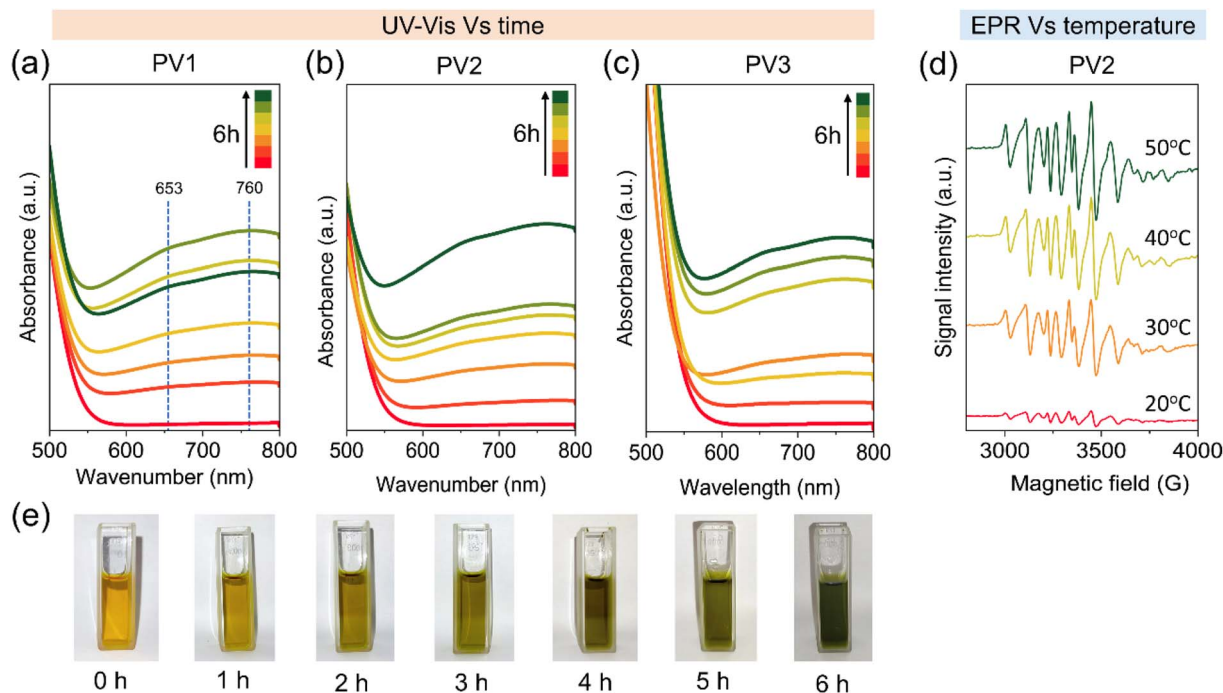 UV-Vis Vs time
EPR Vs temperature
(a)
PV1
6h
653
760
Absorbance (a.u.)
500
600
700
800
Wavenumber (nm)
(b)
PV2
6h
Absorbance (a.u.)
500
600
700
800
Wavenumber (nm)
(c)
PV3
6h
Absorbance (a.u.)
500
600
700
800
Wavelength (nm)
(d)
PV2
50°C
40°C
30°C
20°C
Signal intensity (a.u.)
3000
3500
4000
Magnetic field (G)
(e)
0 h
1 h
2 h
3 h
4 h
5 h
6 h